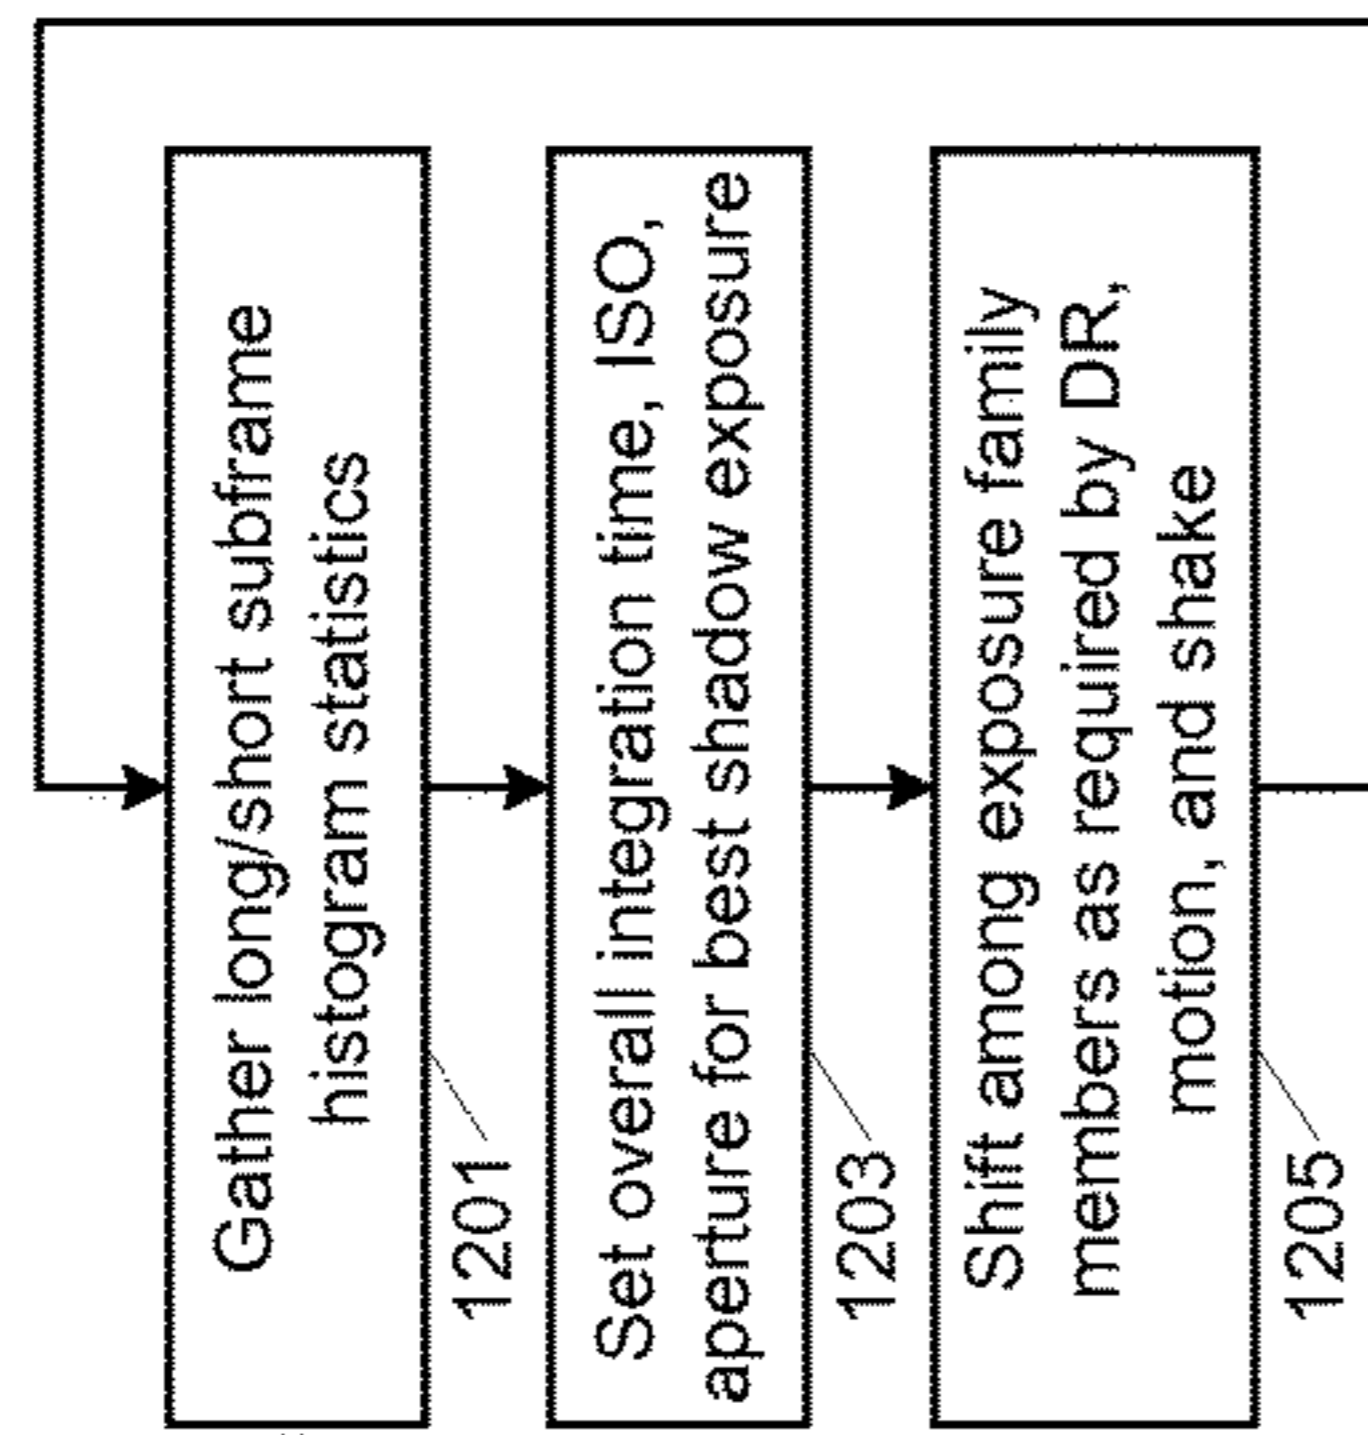 Gather long/short subframe
histogram statistics
1201
Set overall integration time, ISO,
aperture for best shadow exposure
1203
Shift among exposure family
members as required by DR,
motion, and shake
1205